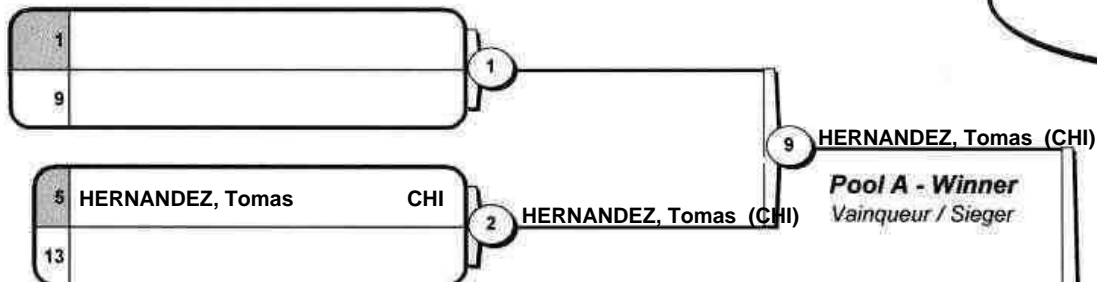 1
1
9
9 HERNANDEZ, Tomas (CHI)
Pool A - Winner
Vainqueur / Sieger
5 HERNANDEZ, Tomas CHI
2 HERNANDEZ, Tomas (CHI)
13